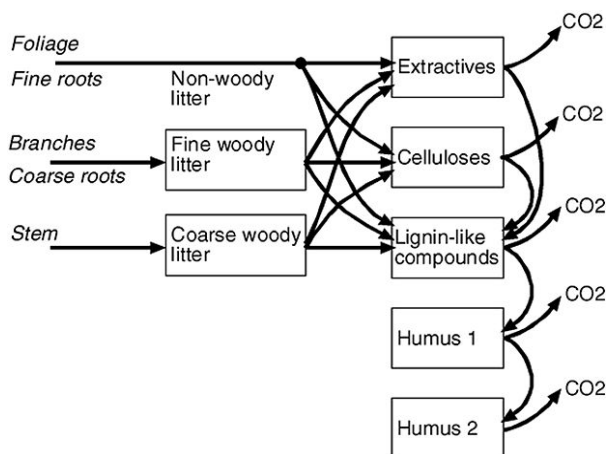 Foliage
Fine roots
Non-woody
litter
Branches
Coarse roots
Fine woody
litter
Stem
Coarse woody
litter
Extractives
CO2
Celluloses
CO2
Lignin-like
compounds
CO2
Humus 1
CO2
Humus 2
CO2